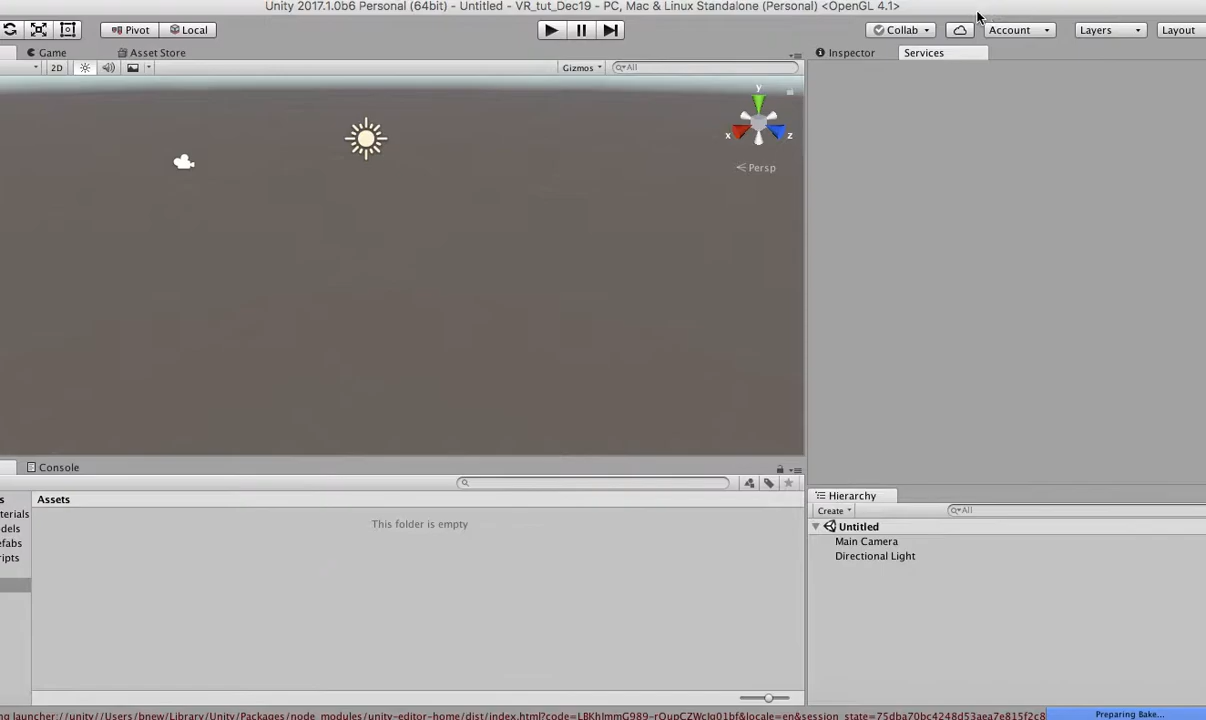 Unity 2017.1.0b6 Personal (64bit) - Untitled - VR_tut_Dec19 - PC, Mac & Linux Standalone (Personal) <OpenGL 4.1>
Pivot Local Collab Account Layers Layout
Game Asset Store Inspector Services
2D Gizmos All
y
x z
Persp
Console
Assets
This folder is empty
s
terials
dels
efabs
ripts
Hierarchy
Create All
Untitled
Main Camera
Directional Light
Preparing Bake...